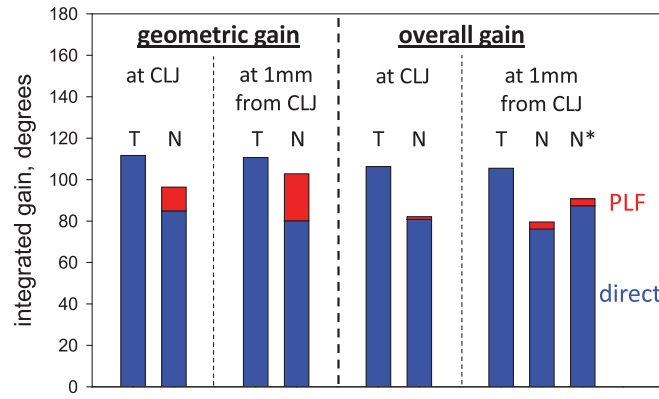 180
160
140
120
100
80
60
40
20
0
integrated gain, degrees
geometric gain
overall gain
at CLJ
at 1mm
from CLJ
at CLJ
at 1mm
from CLJ
T N T N T N T N N*
PLF
direct